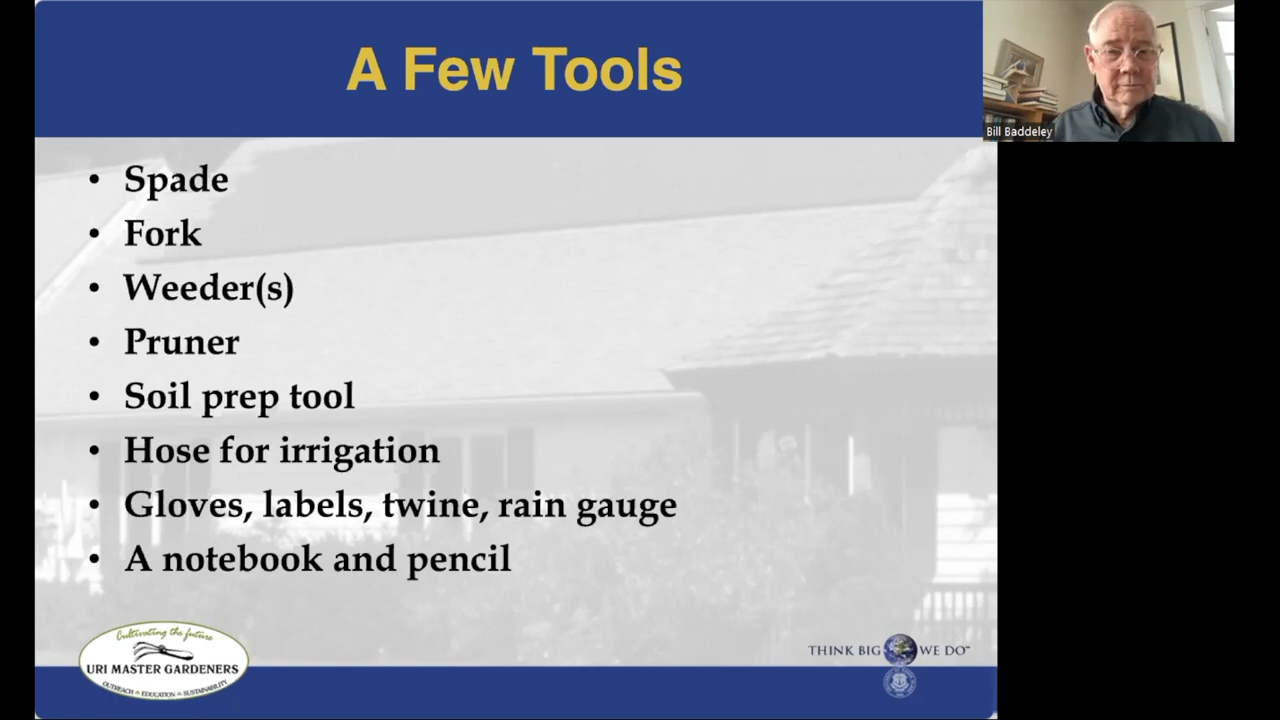 A Few Tools
Bill Baddeley
• Spade
• Fork
• Weeder(s)
• Pruner
• Soil prep tool
• Hose for irrigation
• Gloves, labels, twine, rain gauge
• A notebook and pencil
Cultivating the future
URI MASTER GARDENERS
OUTREACH EDUCATION SUSTAINABILITY
THINK BIG WE DO™